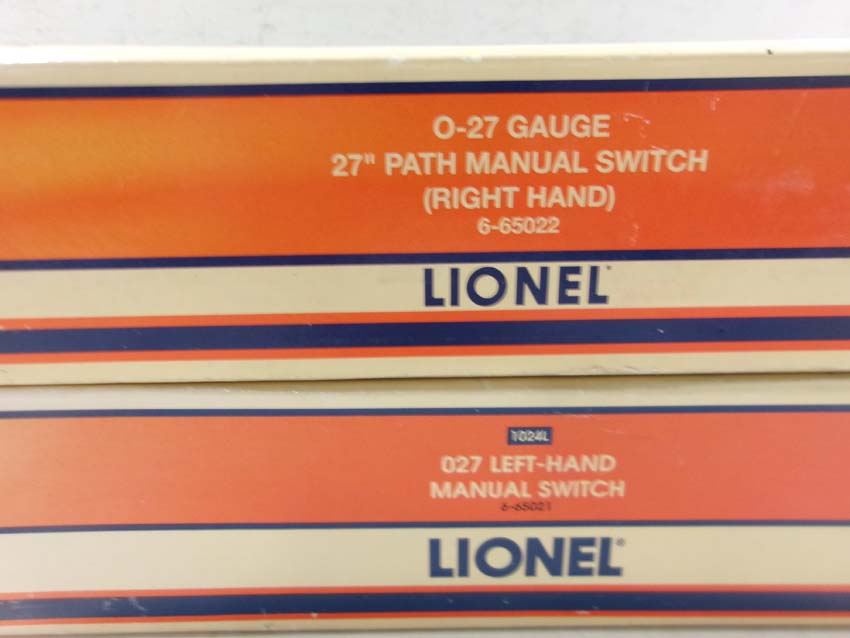 O-27 GAUGE
27" PATH MANUAL SWITCH
(RIGHT HAND)
6-65022
LIONEL
1024L
027 LEFT-HAND
MANUAL SWITCH
6-65021
LIONEL®